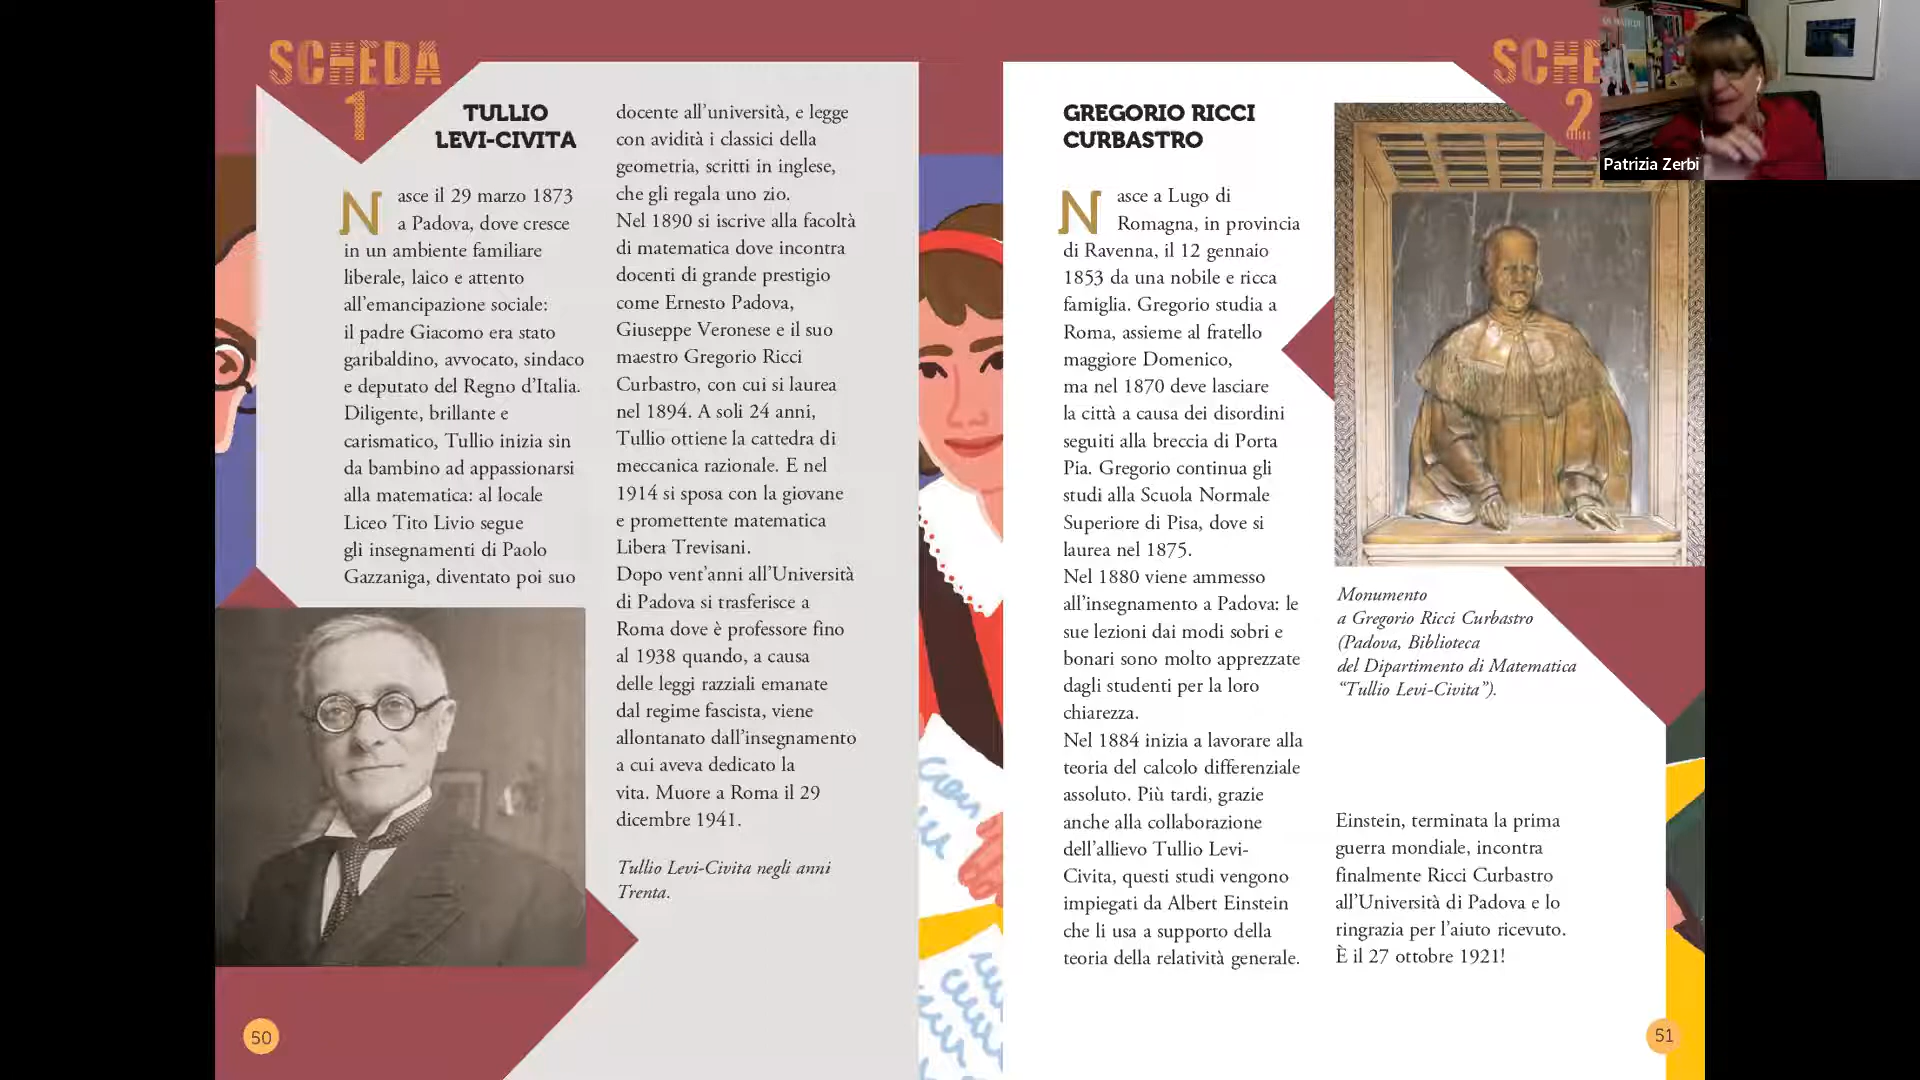 SCHEDA
1
TULLIO
LEVI-CIVITA
Nasce il 29 marzo 1873
a Padova, dove cresce
in un ambiente familiare
liberale, laico e attento
all’emancipazione sociale:
il padre Giacomo era stato
garibaldino, avvocato, sindaco
e deputato del Regno d’Italia.
Diligente, brillante e
carismatico, Tullio inizia sin
da bambino ad appassionarsi
alla matematica: al locale
Liceo Tito Livio segue
gli insegnamenti di Paolo
Gazzaniga, diventato poi suo
docente all’università, e legge
con avidità i classici della
geometria, scritti in inglese,
che gli regala uno zio.
Nel 1890 si iscrive alla facoltà
di matematica dove incontra
docenti di grande prestigio
come Ernesto Padova,
Giuseppe Veronese e il suo
maestro Gregorio Ricci
Curbastro, con cui si laurea
nel 1894. A soli 24 anni,
Tullio ottiene la cattedra di
meccanica razionale. E nel
1914 si sposa con la giovane
e promettente matematica
Libera Trevisani.
Dopo vent’anni all’Università
di Padova si trasferisce a
Roma dove è professore fino
al 1938 quando, a causa
delle leggi razziali emanate
dal regime fascista, viene
allontanato dall’insegnamento
a cui aveva dedicato la
vita. Muore a Roma il 29
dicembre 1941.
Tullio Levi-Civita negli anni
Trenta.
50
SCHE
2
GREGORIO RICCI
CURBASTRO
Nasce a Lugo di
Romagna, in provincia
di Ravenna, il 12 gennaio
1853 da una nobile e ricca
famiglia. Gregorio studia a
Roma, assieme al fratello
maggiore Domenico,
ma nel 1870 deve lasciare
la città a causa dei disordini
seguiti alla breccia di Porta
Pia. Gregorio continua gli
studi alla Scuola Normale
Superiore di Pisa, dove si
laurea nel 1875.
Nel 1880 viene ammesso
all’insegnamento a Padova: le
sue lezioni dai modi sobri e
bonari sono molto apprezzate
dagli studenti per la loro
chiarezza.
Nel 1884 inizia a lavorare alla
teoria del calcolo differenziale
assoluto. Più tardi, grazie
anche alla collaborazione
dell’allievo Tullio Levi-
Civita, questi studi vengono
impiegati da Albert Einstein
che li usa a supporto della
teoria della relatività generale.
Monumento
a Gregorio Ricci Curbastro
(Padova, Biblioteca
del Dipartimento di Matematica
“Tullio Levi-Civita”).
Einstein, terminata la prima
guerra mondiale, incontra
finalmente Ricci Curbastro
all’Università di Padova e lo
ringrazia per l’aiuto ricevuto.
È il 27 ottobre 1921!
51
Patrizia Zerbi